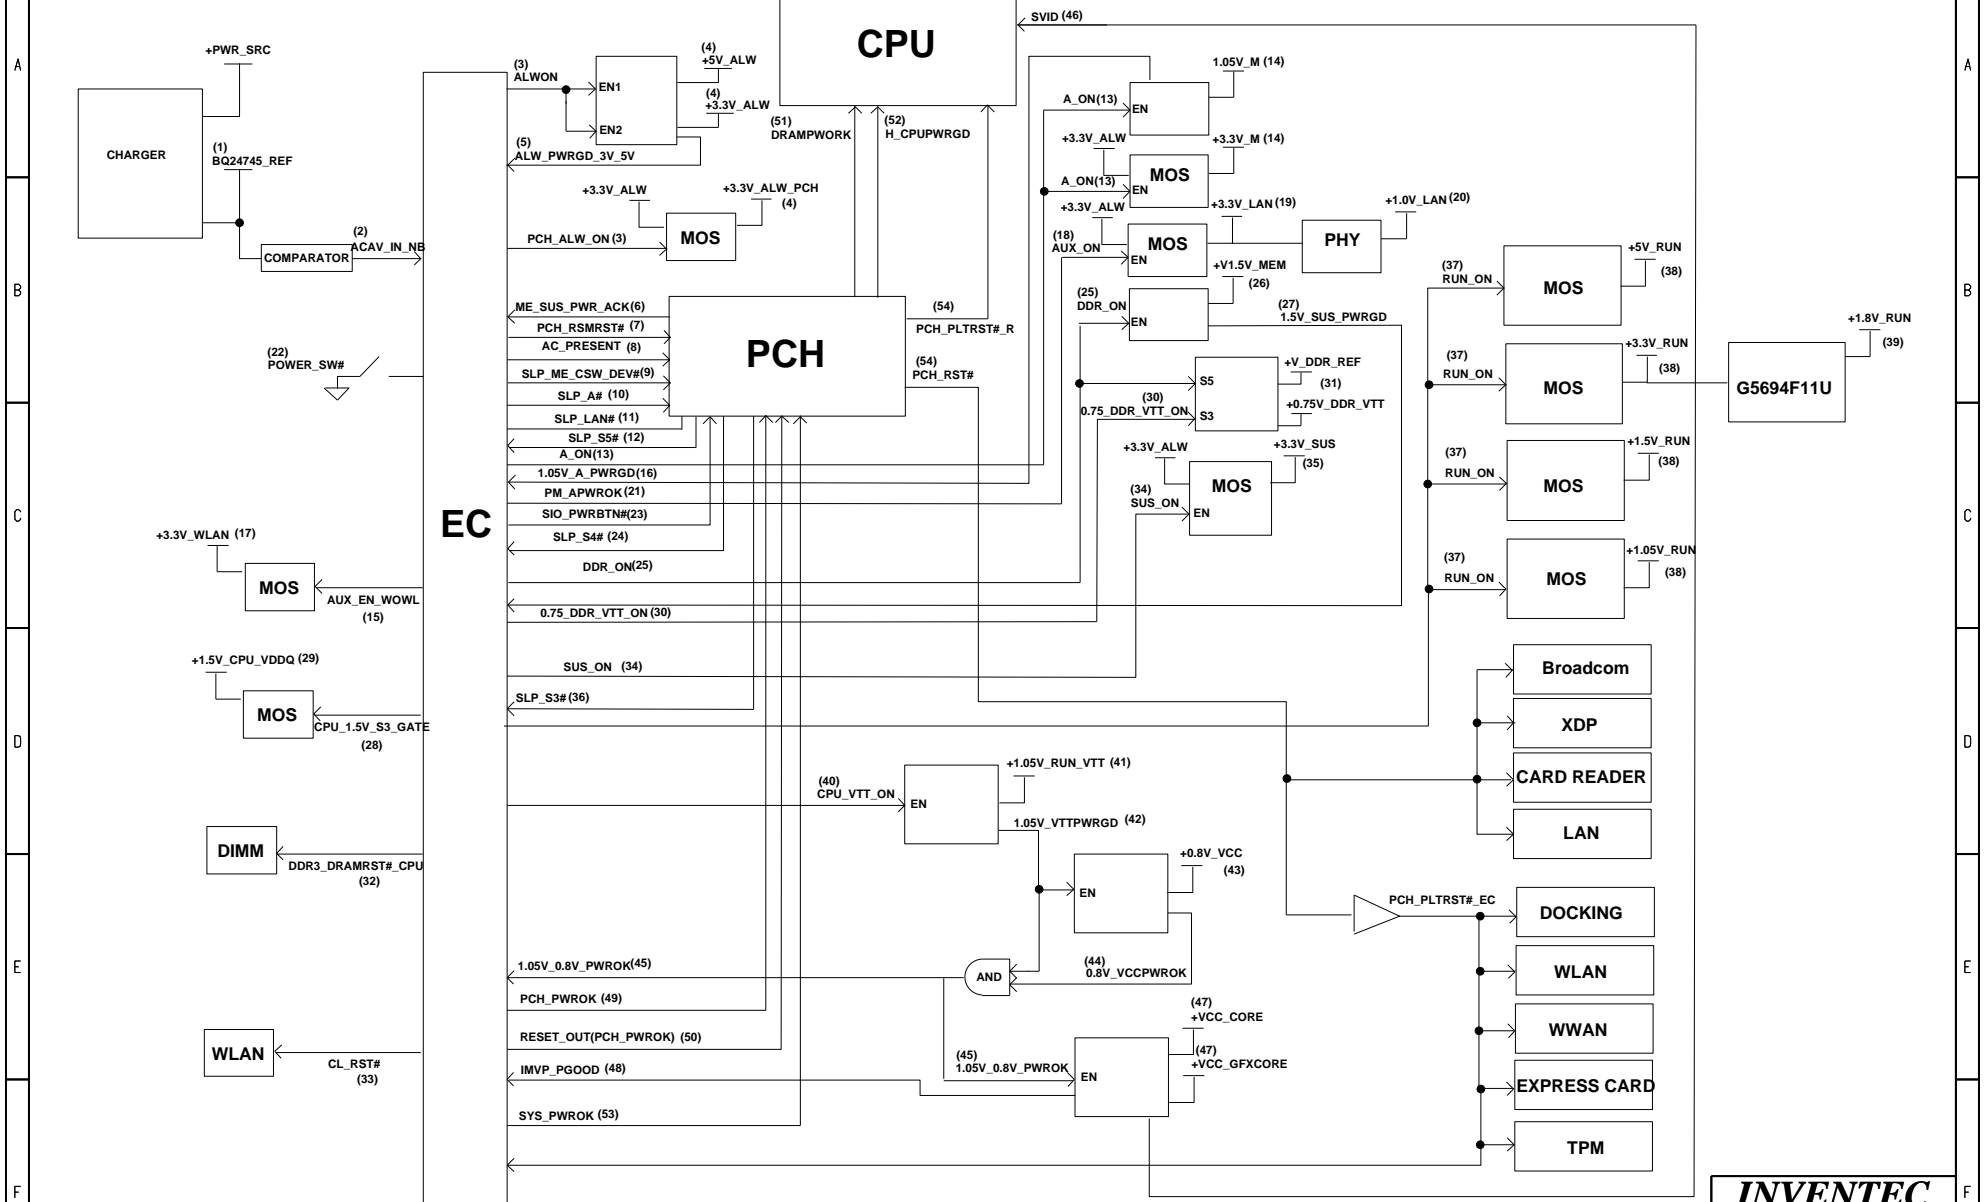 SVID (46)
CPU
A
A
+PWR_SRC
(3)
ALWON
EN1
EN2
(4)
+5V_ALW
(4)
+3.3V_ALW
(5)
ALW_PWRGD_3V_5V
CHARGER
(1)
BQ24745_REF
(51)
DRAMPWORK
(52)
H_CPUPWRGD
1.05V_M (14)
A_ON(13)
EN
+3.3V_ALW
+3.3V_M (14)
MOS
A_ON(13)
EN
+3.3V_ALW
+3.3V_ALW_PCH
(4)
MOS
PCH_ALW_ON (3)
(2)
ACAV_IN_NB
COMPARATOR
+3.3V_ALW
+3.3V_LAN (19)
+1.0V_LAN (20)
(18)
AUX_ON
MOS
EN
PHY
B
B
+V1.5V_MEM
(26)
(25)
DDR_ON
EN
(27)
1.5V_SUS_PWRGD
(37)
RUN_ON
MOS
+5V_RUN
(38)
ME_SUS_PWR_ACK(6)
PCH_RSMRST# (7)
AC_PRESENT (8)
SLP_ME_CSW_DEV#(9)
SLP_A# (10)
SLP_LAN# (11)
SLP_S5# (12)
A_ON(13)
1.05V_A_PWRGD(16)
PM_APWROK(21)
SIO_PWRBTN#(23)
SLP_S4# (24)
DDR_ON(25)
0.75_DDR_VTT_ON(30)
SUS_ON (34)
SLP_S3# (36)
PCH
(54)
PCH_PLTRST#_R
(54)
PCH_RST#
(22)
POWER_SW#
S5
S3
+V_DDR_REF
(31)
+0.75V_DDR_VTT
(30)
0.75_DDR_VTT_ON
(37)
RUN_ON
MOS
+3.3V_RUN
(38)
G5694F11U
+1.8V_RUN
(39)
+3.3V_ALW
+3.3V_SUS
(35)
MOS
EN
(34)
SUS_ON
(37)
RUN_ON
MOS
+1.5V_RUN
(38)
EC
C
C
(37)
RUN_ON
MOS
+1.05V_RUN
(38)
+3.3V_WLAN (17)
MOS
AUX_EN_WOWL
(15)
+1.5V_CPU_VDDQ (29)
MOS
CPU_1.5V_S3_GATE
(28)
D
D
Broadcom
XDP
CARD READER
LAN
(40)
CPU_VTT_ON
EN
+1.05V_RUN_VTT (41)
1.05V_VTTPWRGD (42)
DIMM
DDR3_DRAMRST#_CPU
(32)
EN
+0.8V_VCC
(43)
(44)
0.8V_VCCPWROK
AND
PCH_PLTRST#_EC
DOCKING
WLAN
WWAN
EXPRESS CARD
TPM
E
E
1.05V_0.8V_PWROK(45)
PCH_PWROK (49)
RESET_OUT(PCH_PWROK) (50)
IMVP_PGOOD (48)
SYS_PWROK (53)
WLAN
CL_RST#
(33)
(45)
1.05V_0.8V_PWROK
EN
(47)
+VCC_CORE
(47)
+VCC_GFXCORE
F
F
INVENTEC